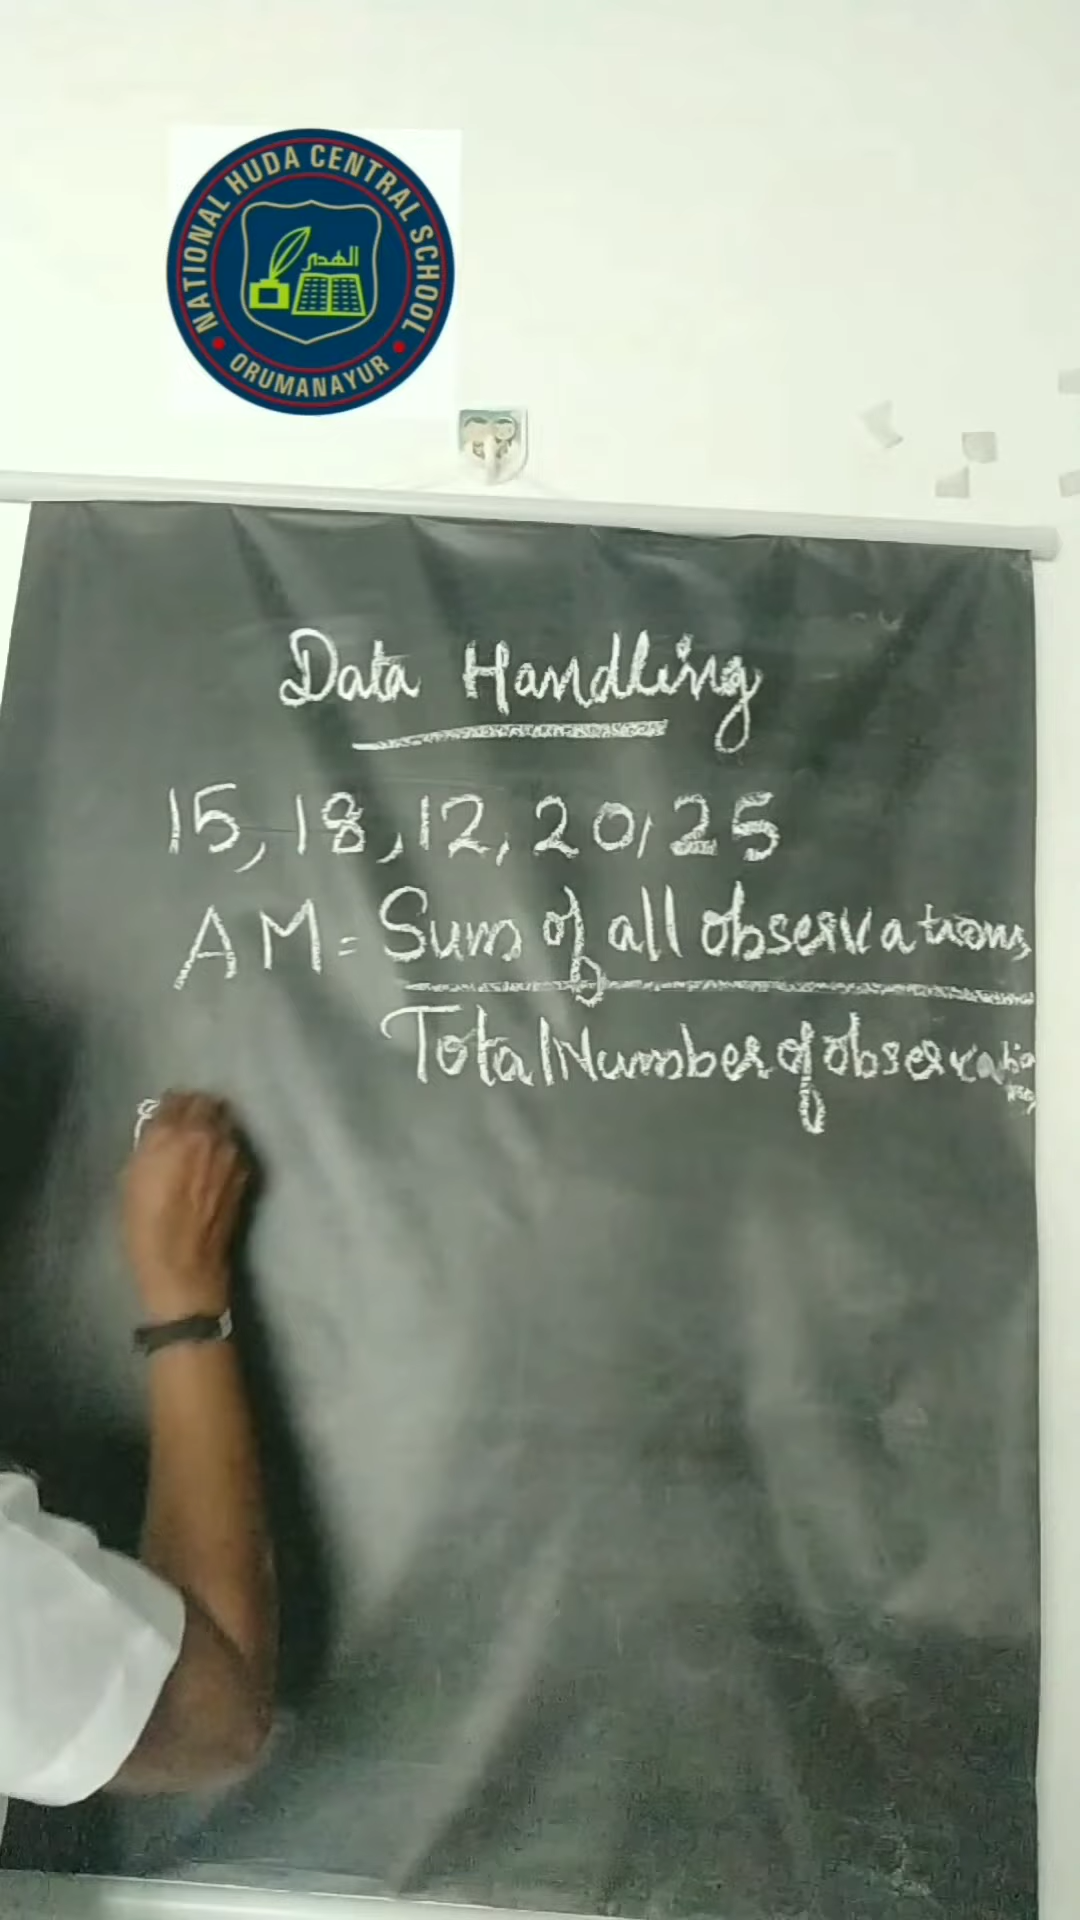 NATIONAL HUDA CENTRAL SCHOOL
الهدى
ORUMANAYUR
Data Handling
15, 18, 12, 20, 25
AM = Sum of all observations
Total Number of observations